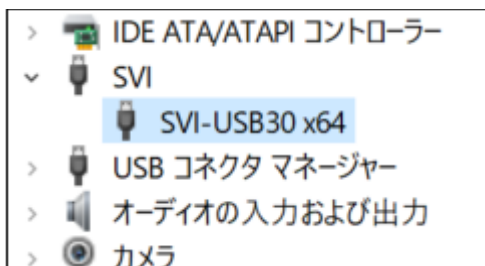 IDE ATA/ATAPI コントローラー
SVI
SVI-USB30 x64
USB コネクタ マネージャー
オーディオの入力および出力
カメラ